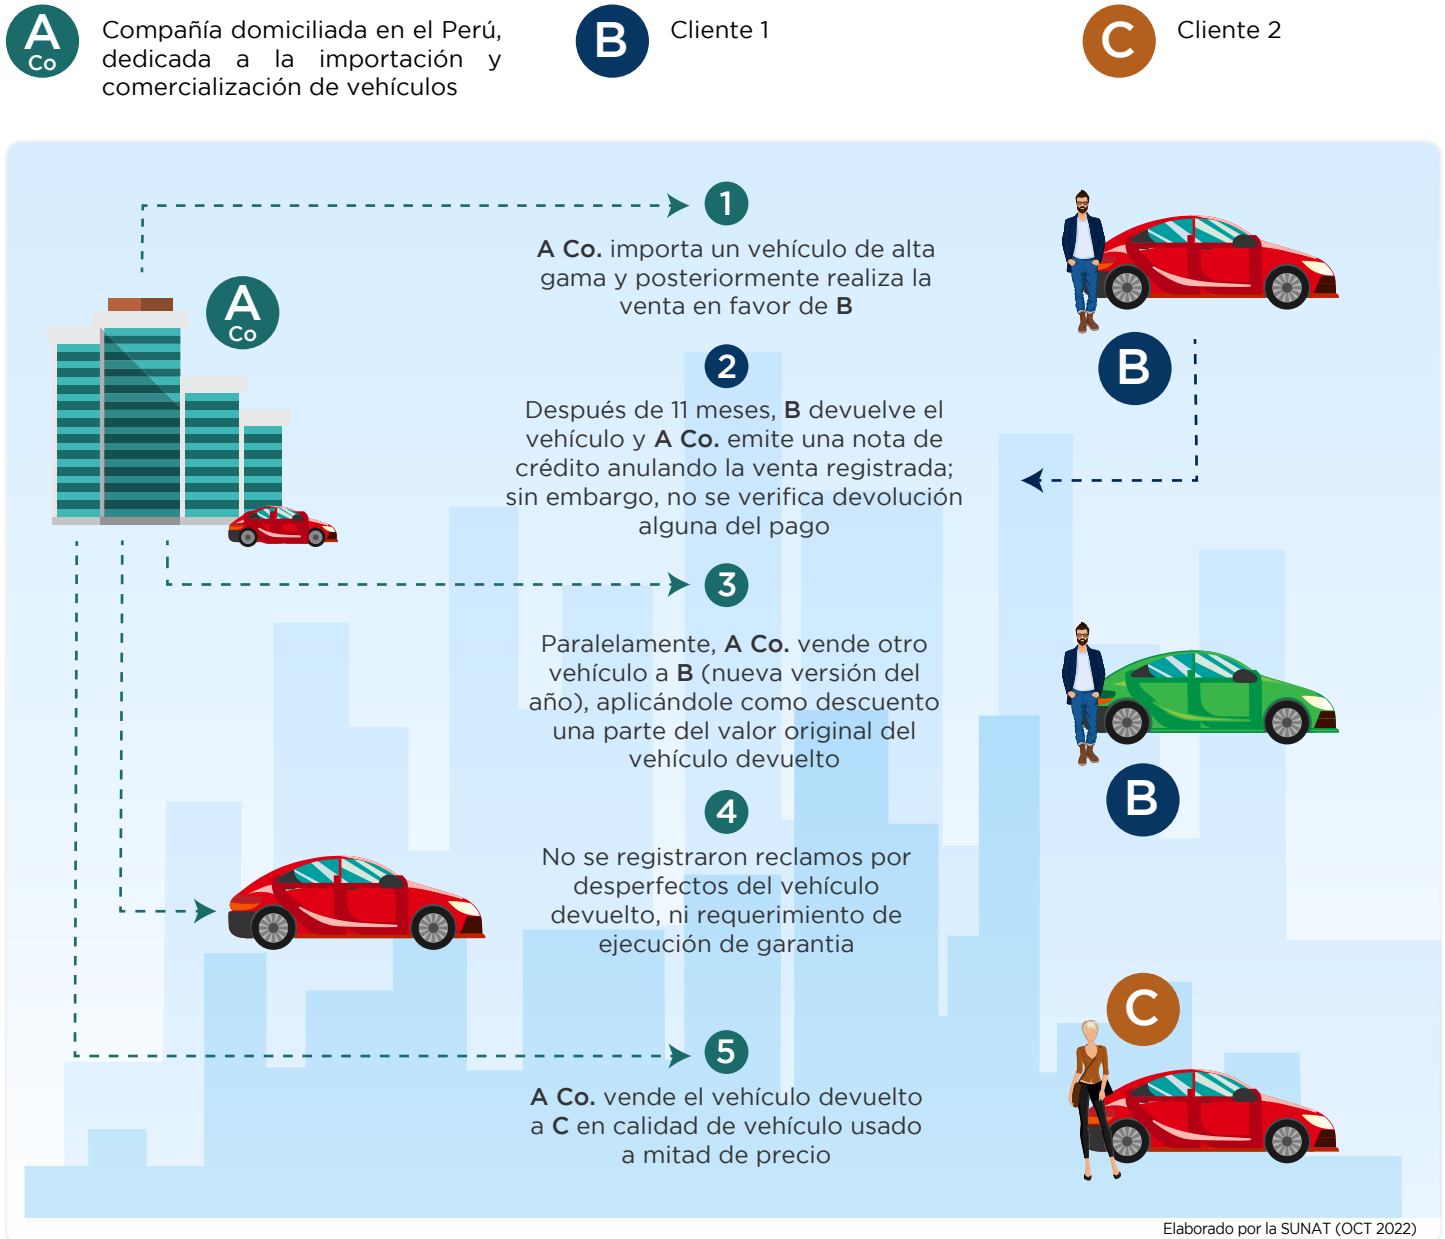 A
Co
Compañía domiciliada en el Perú,
dedicada a la importación y
comercialización de vehículos
B
Cliente 1
C
Cliente 2
1
A Co. importa un vehículo de alta
gama y posteriormente realiza la
venta en favor de B
A
Co
B
2
Después de 11 meses, B devuelve el
vehículo y A Co. emite una nota de
crédito anulando la venta registrada;
sin embargo, no se verifica devolución
alguna del pago
3
Paralelamente, A Co. vende otro
vehículo a B (nueva versión del
año), aplicándole como descuento
una parte del valor original del
vehículo devuelto
B
4
No se registraron reclamos por
desperfectos del vehículo
devuelto, ni requerimiento de
ejecución de garantia
C
5
A Co. vende el vehículo devuelto
a C en calidad de vehículo usado
a mitad de precio
Elaborado por la SUNAT (OCT 2022)